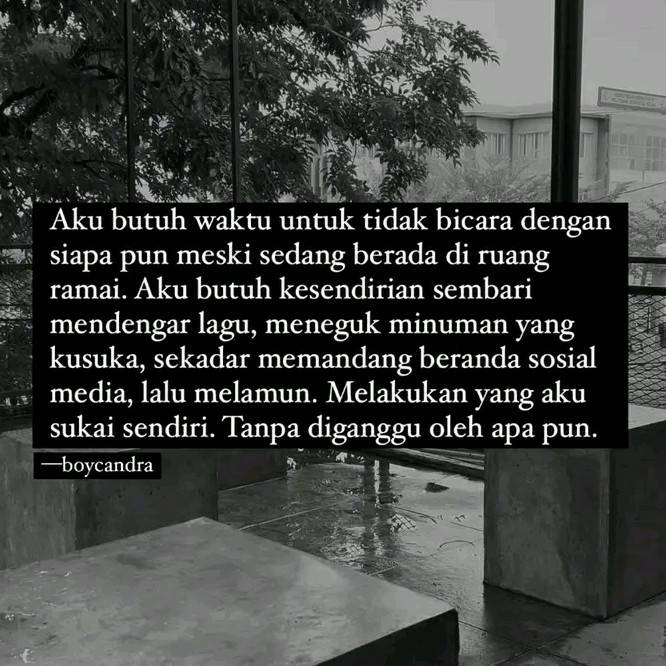 Aku butuh waktu untuk tidak bicara dengan
siapa pun meski sedang berada di ruang
ramai. Aku butuh kesendirian sembari
mendengar lagu, meneguk minuman yang
kusuka, sekadar memandang beranda sosial
media, lalu melamun. Melakukan yang aku
sukai sendiri. Tanpa diganggu oleh apa pun.
—boycandra